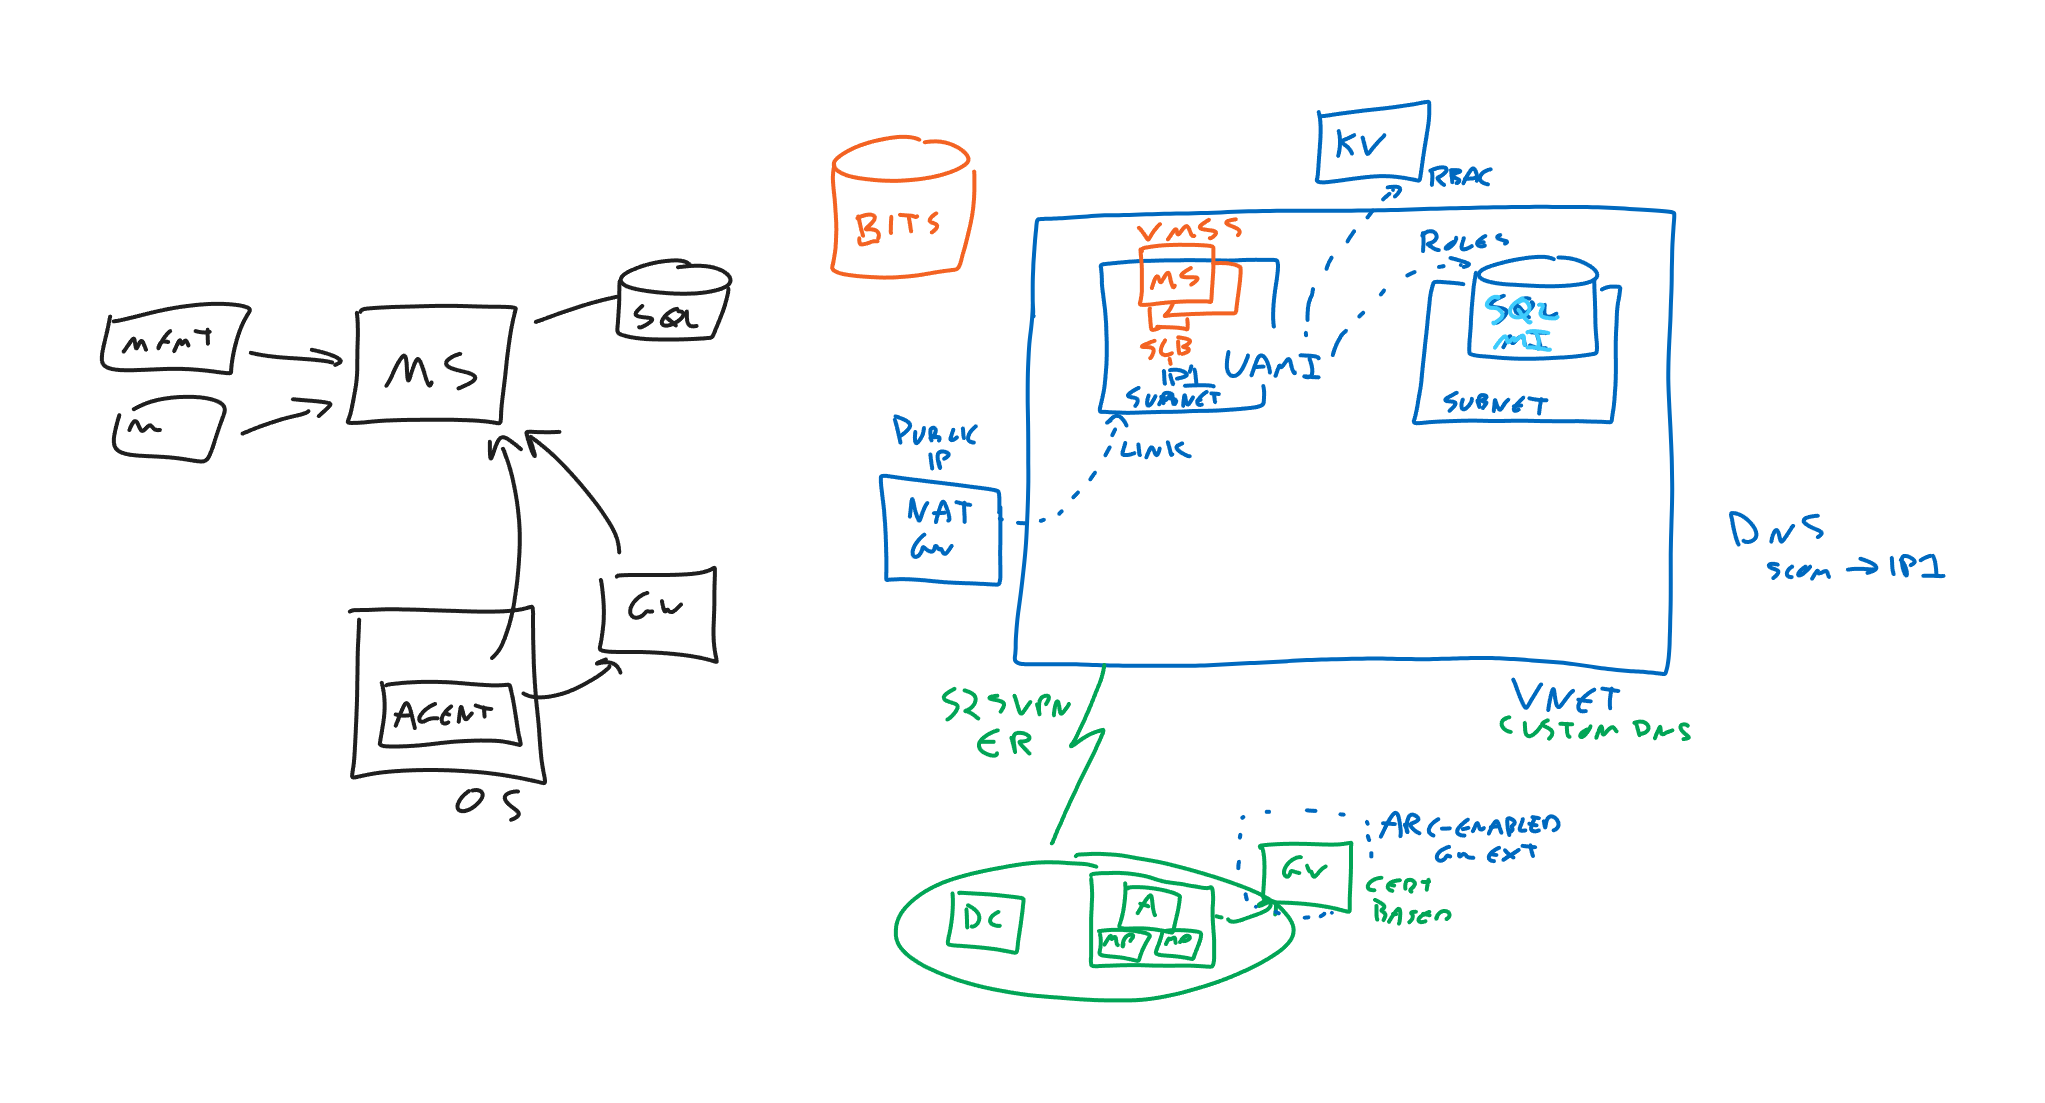 MGMT
M
MS
SQL
AGENT
OS
GW
BITS
KV
RBAC
VMSS
MS
SLB
IP1
SUBNET
UAMI
ROLES
SQL
MI
SUBNET
PUBLIC
IP
NAT
GW
LINK
DNS
SCOM → IP1
VNET
CUSTOM DNS
S2SVPN
ER
DC
A
MP
MP
GW
ARC-ENABLED
GW EXT
CERT
BASED